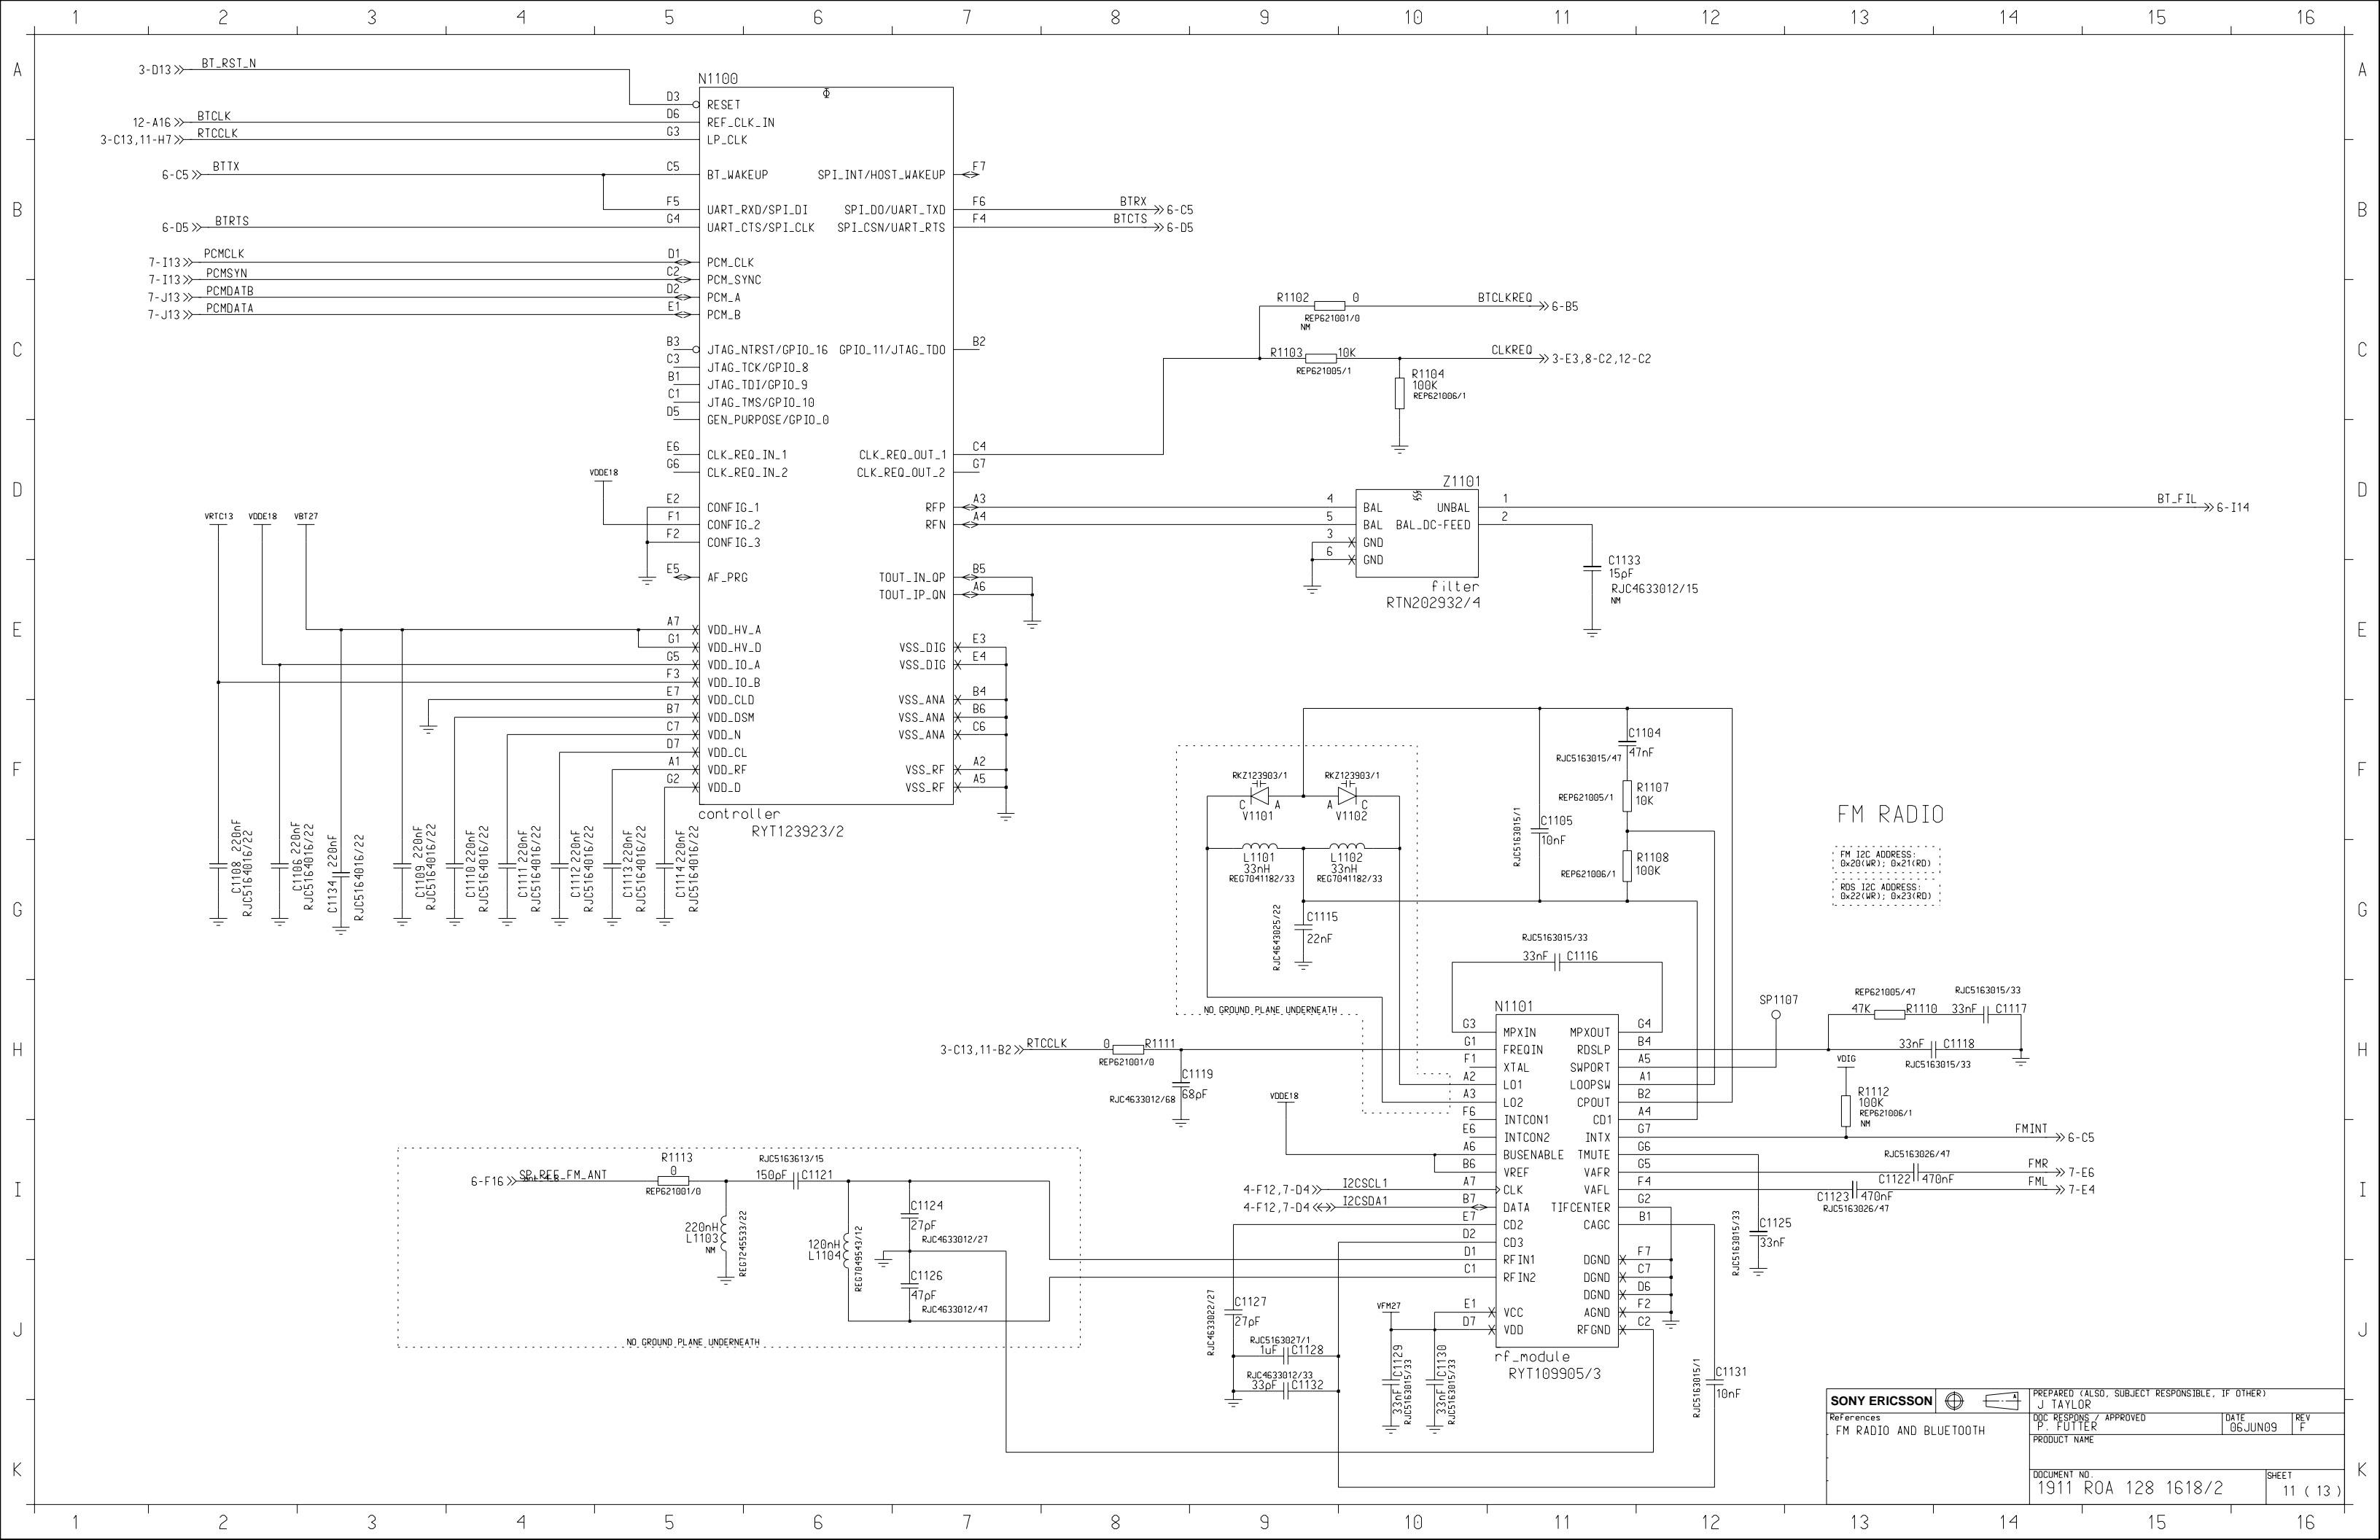 1 2 3 4 5 6 7 8 9 10 11 12 13 14 15 16
A A
B B
C C
D D
E E
F F
G G
H H
I I
J J
K K
3-D13 BT_RST_N
12-A16 BTCLK
3-C13,11-H7 RTCCLK
6-C5 BTTX
6-D5 BTRTS
7-I13 PCMCLK
7-I13 PCMSYN
7-J13 PCMDATB
7-J13 PCMDATA
N1100
D3 RESET
D6 REF_CLK_IN
G3 LP_CLK
C5 BT_WAKEUP SPI_INT/HOST_WAKEUP F7
F5 UART_RXD/SPI_DI SPI_DO/UART_TXD F6 BTRX 6-C5
G4 UART_CTS/SPI_CLK SPI_CSN/UART_RTS F4 BTCTS 6-D5
D1 PCM_CLK
C2 PCM_SYNC
D2 PCM_A
E1 PCM_B
B3 JTAG_NTRST/GPIO_16 GPIO_11/JTAG_TDO B2
C3 JTAG_TCK/GPIO_8
B1 JTAG_TDI/GPIO_9
C1 JTAG_TMS/GPIO_10
D5 GEN_PURPOSE/GPIO_0
E6 CLK_REQ_IN_1 CLK_REQ_OUT_1 C4
G6 CLK_REQ_IN_2 CLK_REQ_OUT_2 G7
VDDE18
E2 CONFIG_1 RFP A3
F1 CONFIG_2 RFN A4
F2 CONFIG_3
E5 AF_PRG TOUT_IN_QP B5
TOUT_IP_QN A6
VRTC13 VDDE18 VBT27
A7 VDD_HV_A
G1 VDD_HV_D VSS_DIG E3
G5 VDD_IO_A VSS_DIG E4
F3 VDD_IO_B
E7 VDD_CLD VSS_ANA B4
B7 VDD_DSM VSS_ANA B6
C7 VDD_N VSS_ANA C6
D7 VDD_CL
A1 VDD_RF VSS_RF A2
G2 VDD_D VSS_RF A5
controller
RYT123923/2
C1108 220nF
RJC5164016/22
C1106 220nF
RJC5164016/22
C1134 220nF
RJC5164016/22
C1109 220nF
RJC5164016/22
C1110 220nF
RJC5164016/22
C1111 220nF
RJC5164016/22
C1112 220nF
RJC5164016/22
C1113 220nF
RJC5164016/22
C1114 220nF
RJC5164016/22
R1102 0
REP621001/0
NM
BTCLKREQ 6-B5
R1103 10K
REP621005/1
CLKREQ 3-E3,8-C2,12-C2
R1104
100K
REP621006/1
Z1101
4 BAL UNBAL 1
5 BAL BAL_DC-FEED 2
3 GND
6 GND
filter
RTN202932/4
BT_FIL 6-I14
C1133
15pF
RJC4633012/15
NM
RKZ123903/1 RKZ123903/1
C A A C
V1101 V1102
L1101 L1102
33nH 33nH
REG7041182/33 REG7041182/33
C1115
22nF
RJC4643025/22
NO GROUND PLANE UNDERNEATH
C1104
47nF
RJC5163015/47
R1107
10K
REP621005/1
C1105
10nF
RJC5163015/1
R1108
100K
REP621006/1
RJC5163015/33
33nF C1116
FM RADIO
FM I2C ADDRESS:
0x20(WR); 0x21(RD)
RDS I2C ADDRESS:
0x22(WR); 0x23(RD)
N1101
G3 MPXIN MPXOUT G4
G1 FREQIN RDSLP B4
F1 XTAL SWPORT A5
A2 LO1 LOOPSW A1
A3 LO2 CPOUT B2
F6 INTCON1 CD1 A4
E6 INTCON2 INTX G7
A6 BUSENABLE TMUTE G6
B6 VREF VAFR G5
A7 CLK VAFL F4
B7 DATA TIFCENTER G2
E7 CD2 CAGC B1
D2 CD3
D1 RFIN1 DGND F7
C1 RFIN2 DGND C7
DGND D6
E1 VCC AGND F2
D7 VDD RFGND C2
rf_module
RYT109905/3
3-C13,11-B2 RTCCLK 0 R1111
REP621001/0
C1119
68pF
RJC4633012/68
VDDE18
4-F12,7-D4 I2CSCL1
4-F12,7-D4 I2CSDA1
SP1107
REP621005/47 RJC5163015/33
47K R1110 33nF C1117
33nF C1118
RJC5163015/33
VDIG
R1112
100K
REP621006/1
NM
FMINT 6-C5
RJC5163026/47
C1122 470nF
FMR 7-E6
C1123 470nF
RJC5163026/47
FML 7-E4
C1125
33nF
RJC5163015/33
6-F16 SP_REF_FM_ANT
R1113
0
REP621001/0
RJC5163613/15
150pF C1121
220nH
L1103
NM
REG7245533/22
120nH
L1104
REG7049543/12
C1124
27pF
RJC4633012/27
C1126
47pF
RJC4633012/47
NO GROUND PLANE UNDERNEATH
C1127
27pF
RJC4633022/27
RJC5163027/1
1uF C1128
RJC4633012/33
33pF C1132
VFM27
33nF C1129
RJC5163015/33
33nF C1130
RJC5163015/33
C1131
10nF
RJC5163015/1
SONY ERICSSON
PREPARED (ALSO, SUBJECT RESPONSIBLE, IF OTHER)
J TAYLOR
References
FM RADIO AND BLUETOOTH
DOC RESPONS / APPROVED
P. FUTTER
DATE
06JUN09
REV
F
PRODUCT NAME
DOCUMENT NO.
1911 ROA 128 1618/2
SHEET
11 ( 13 )
1 2 3 4 5 6 7 8 9 10 11 12 13 14 15 16